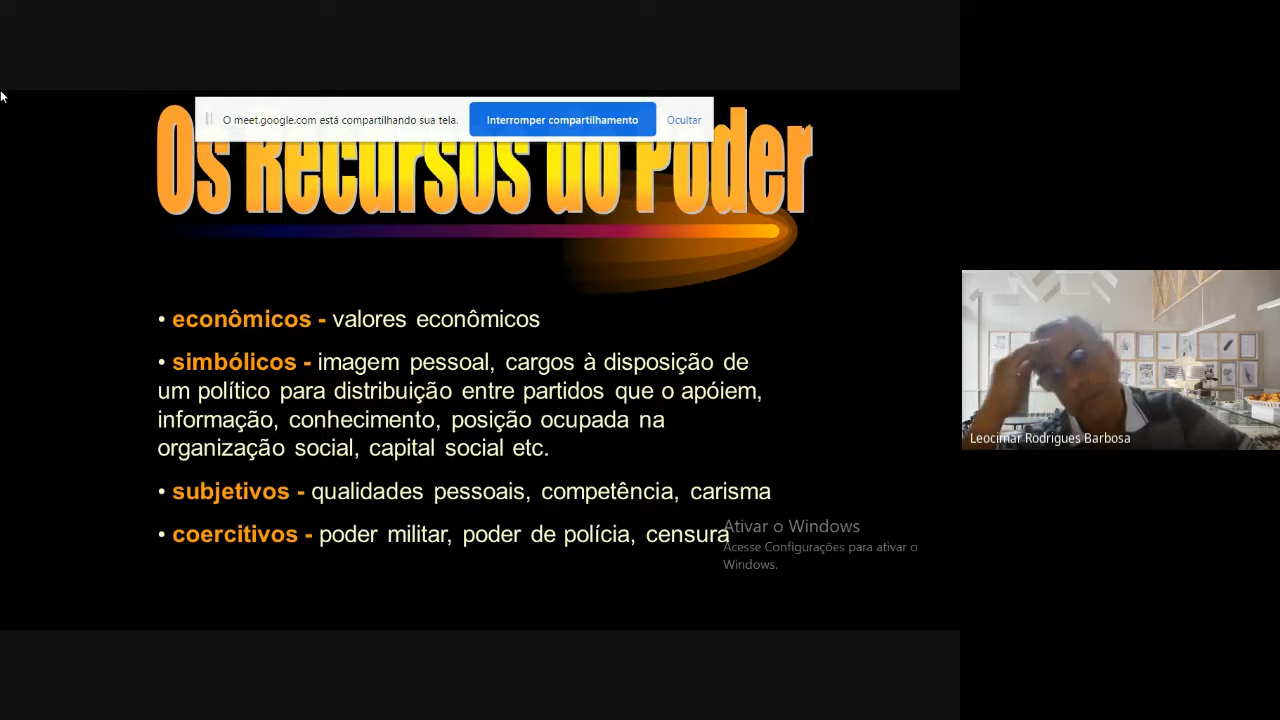 O meet.google.com está compartilhando sua tela.
Interromper compartilhamento
Ocultar
Os Recursos do Poder
• econômicos - valores econômicos
• simbólicos - imagem pessoal, cargos à disposição de
um político para distribuição entre partidos que o apóiem,
informação, conhecimento, posição ocupada na
organização social, capital social etc.
• subjetivos - qualidades pessoais, competência, carisma
• coercitivos - poder militar, poder de polícia, censura
Ativar o Windows
Acesse Configurações para ativar o
Windows.
Leocimar Rodrigues Barbosa